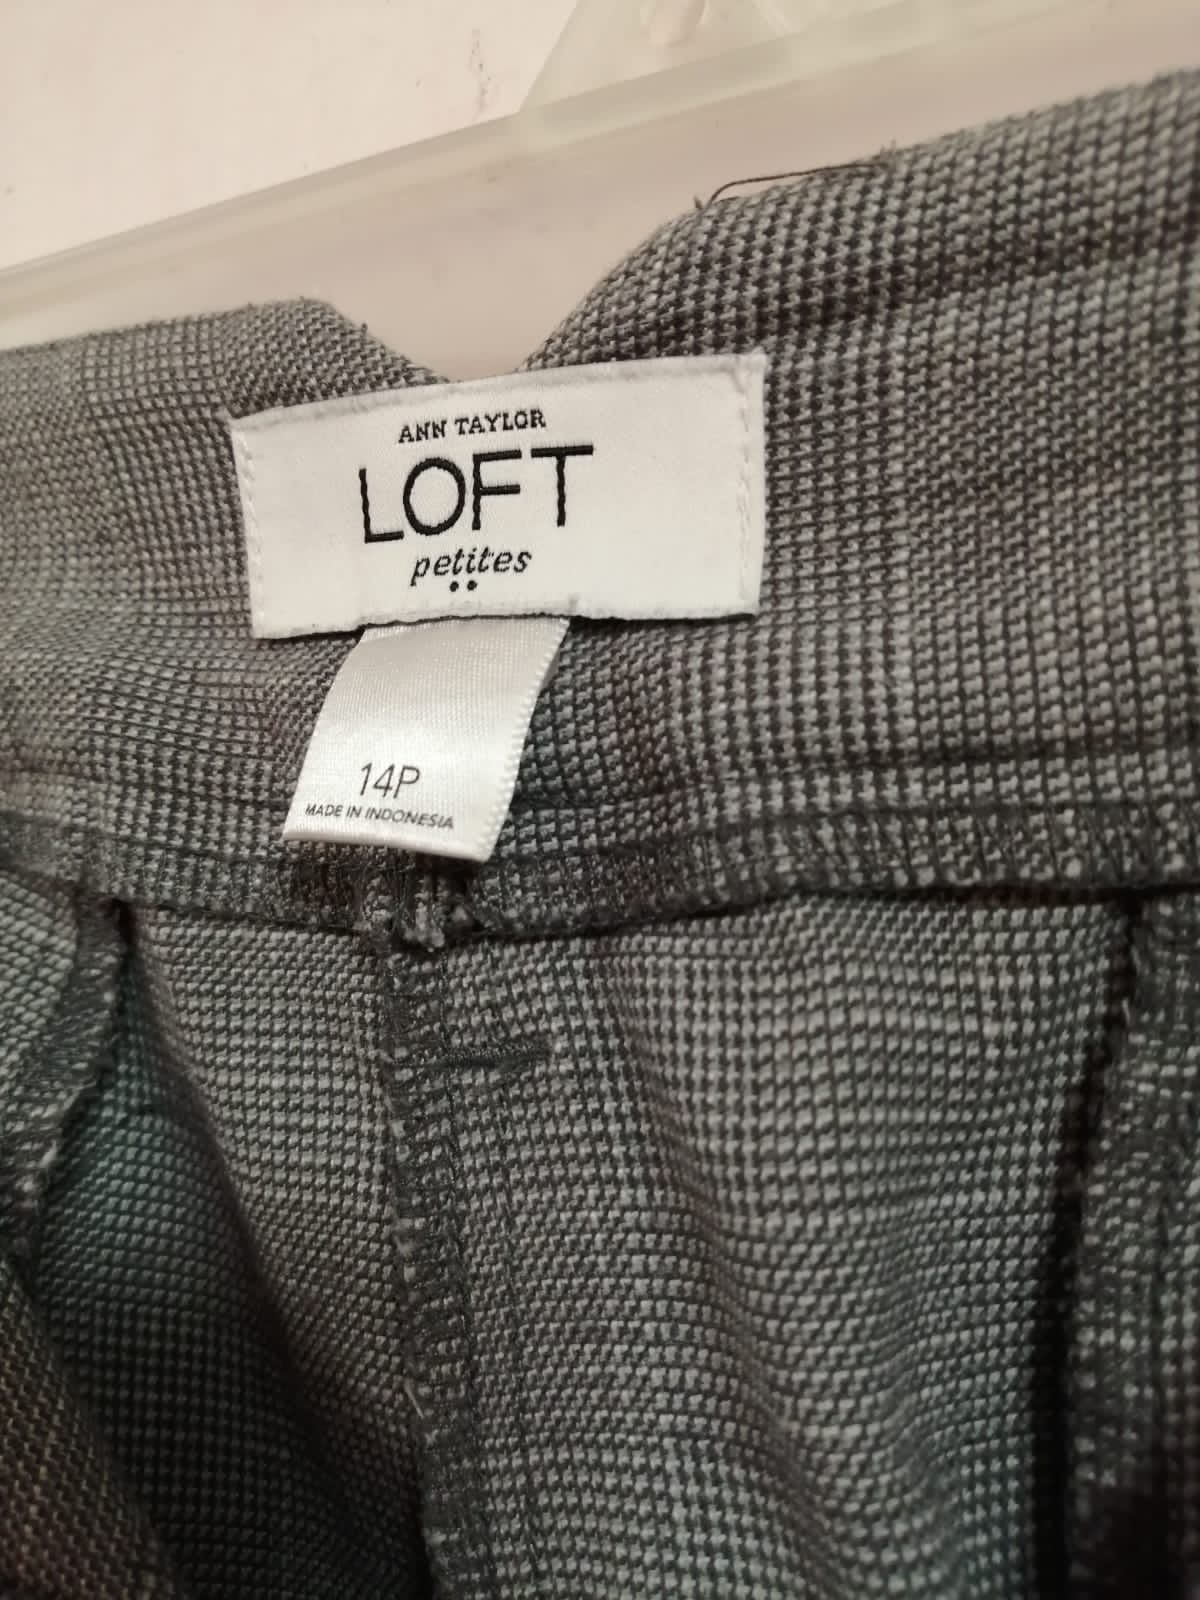 ANN TAYLOR
LOFT
petites
14P
MADE IN INDONESIA